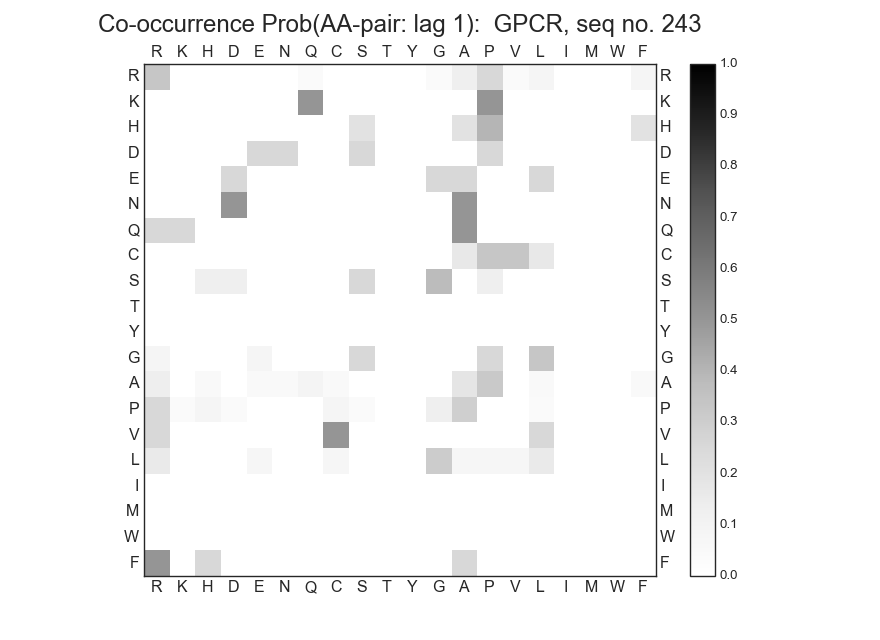 Co-occurrence Prob(AA-pair: lag 1):  GPCR, seq no. 243
R K H D E N Q C S T Y G A P V L I M W F
R R
K K
H H
D D
E E
N N
Q Q
C C
S S
T T
Y Y
G G
A A
P P
V V
L L
I I
M M
W W
F F
R K H D E N Q C S T Y G A P V L I M W F
1.0
0.9
0.8
0.7
0.6
0.5
0.4
0.3
0.2
0.1
0.0